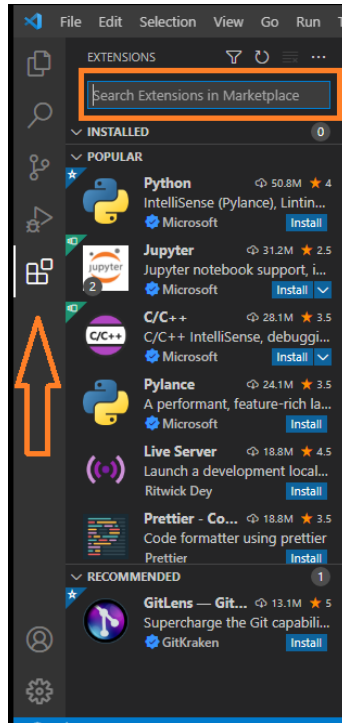 File Edit Selection View Go Run
EXTENSIONS
Search Extensions in Marketplace
INSTALLED 0
POPULAR
Python 50.8M 4
IntelliSense (Pylance), Lintin...
Microsoft Install
Jupyter 31.2M 2.5
jupyter
Jupyter notebook support, i...
2
Microsoft Install
C/C++ 28.1M 3.5
C/C++
C/C++ IntelliSense, debuggi...
Microsoft Install
Pylance 24.1M 3.5
A performant, feature-rich la...
Microsoft Install
Live Server 18.8M 4.5
Launch a development local...
Ritwick Dey Install
Prettier - Co... 18.8M 3.5
Code formatter using prettier
Prettier Install
RECOMMENDED 1
GitLens — Git... 13.1M 5
Supercharge the Git capabili...
GitKraken Install